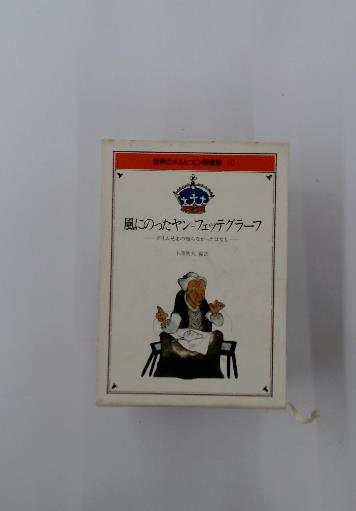 世界のメルヒェン図書館 1
風にのったヤン=フェッテグラーフ
——グリム兄弟の知らなかったはなし——
小澤俊夫 編訳